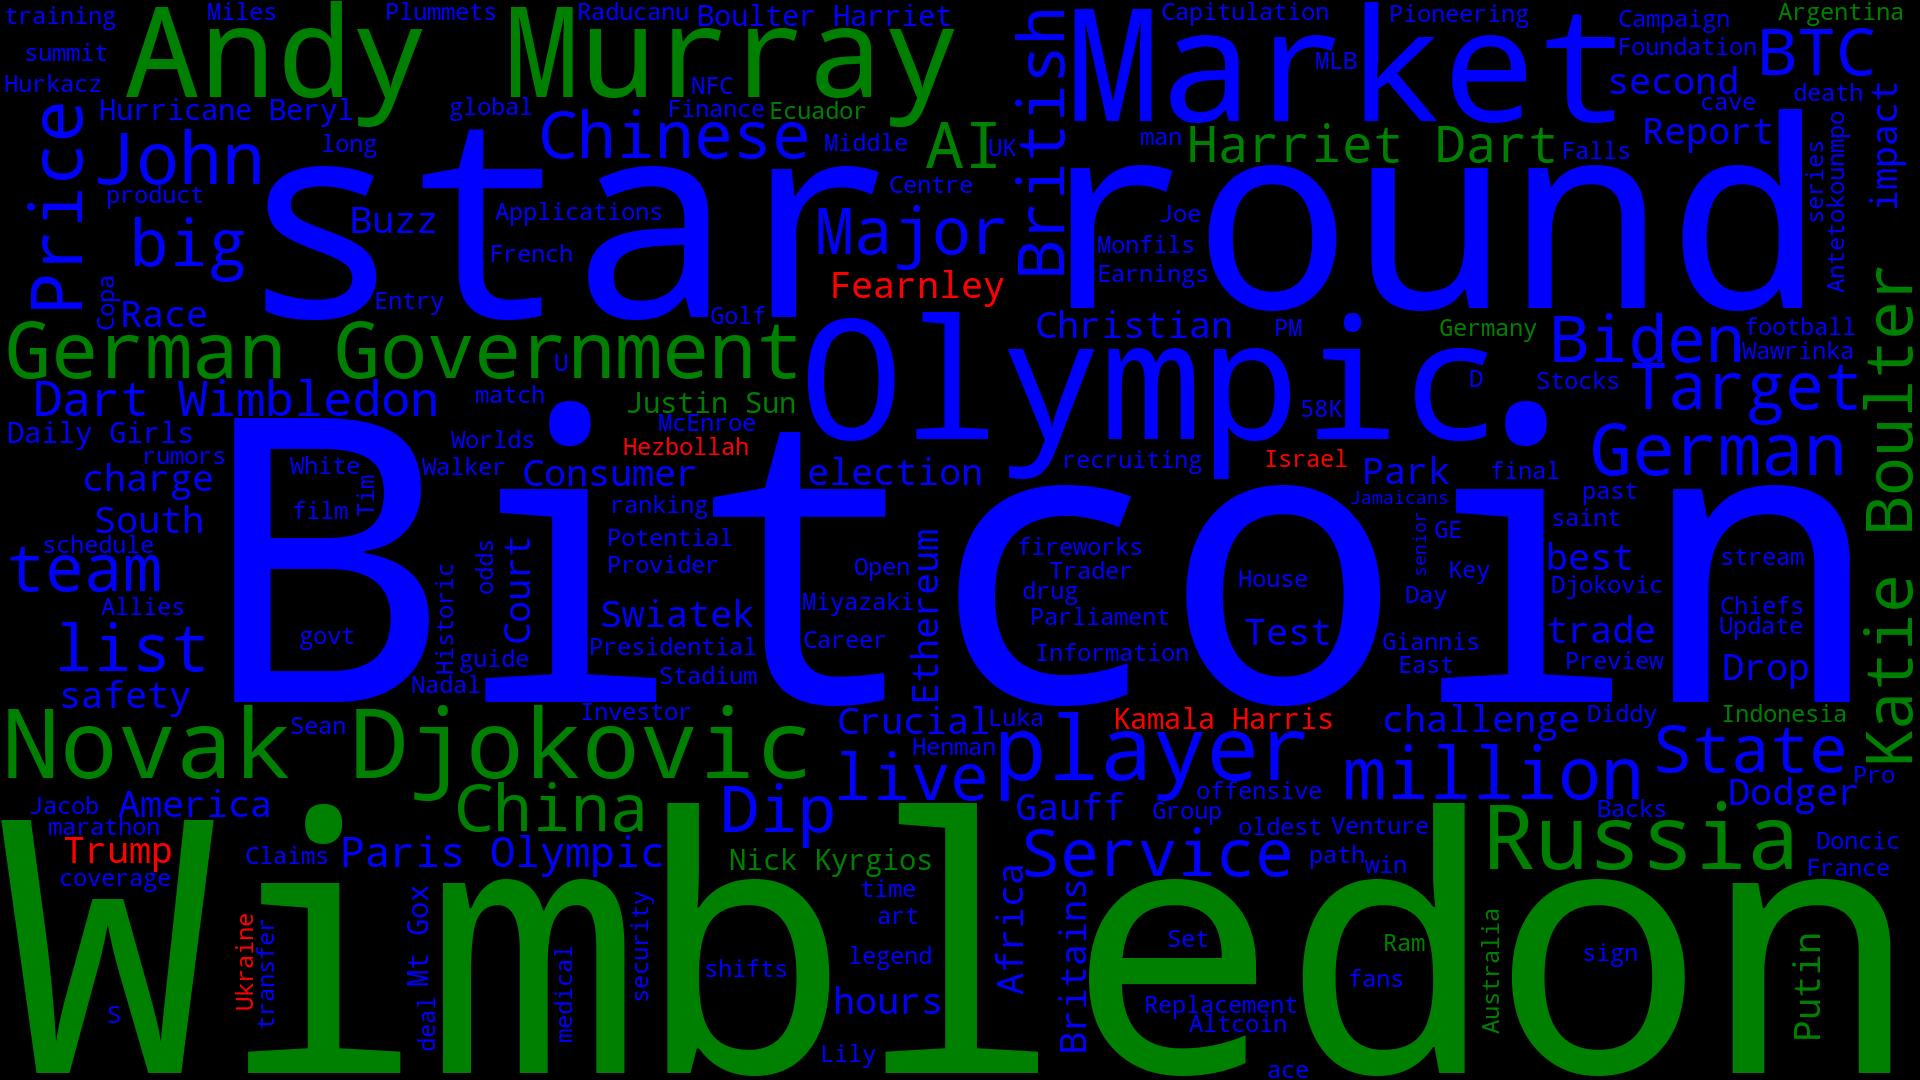 training
Miles
Plummets
Raducanu
Boulter Harriet
Capitulation
Pioneering
Campaign
Argentina
summit
Andy Murray
British
Market
MLB
Foundation
BTC
Hurkacz
NFC
second
cave
death
impact
Price
Hurricane Beryl
global
Finance
Ecuador
John
long
Chinese
Middle
AI
UK
man
Harriet Dart
Falls
Report
series
Antetokounmpo
product
star
Centre
round
big
Buzz
Applications
Major
Joe
French
Monfils
Copa
Entry
Fearnley
Earnings
Race
Golf
Christian
PM
Germany
Biden
football
German Government
U
Olympic
Wawrinka
Dart Wimbledon
match
Justin Sun
58K
D
Stocks
Target
Katie Boulter
Daily Girls
Worlds
McEnroe
rumors
White
Walker
Hezbollah
recruiting
Israel
Park
final
German
charge
Tim
Consumer
election
Jamaicans
past
South
film
ranking
senior
GE
saint
schedule
Bitcoin
team
Historic
odds
Court
Potential
Provider
Open
Ethereum
fireworks
Trader
House
Key
best
stream
Allies
Swiatek
Miyazaki
drug
Day
Djokovic
Chiefs
list
govt
Career
Parliament
Test
Giannis
trade
Update
guide
Presidential
Information
East
Preview
Drop
safety
Nadal
Stadium
Novak Djokovic
Sean
Investor
Crucial
Luka
Kamala Harris
challenge
Diddy
Indonesia
Henman
player
State
live
million
Pro
Jacob
America
China
Dip
Gauff
offensive
Group
Backs
Dodger
marathon
oldest
Venture
Russia
Trump
Claims
Paris Olympic
Nick Kyrgios
Service
path
win
Doncic
coverage
France
Wimbledon
Ukraine
transfer
Mt Gox
deal
medical
security
time
art
Africa
Britains
legend
Set
Ram
Australia
sign
Putin
shifts
fans
S
hours
Replacement
Altcoin
Lily
ace